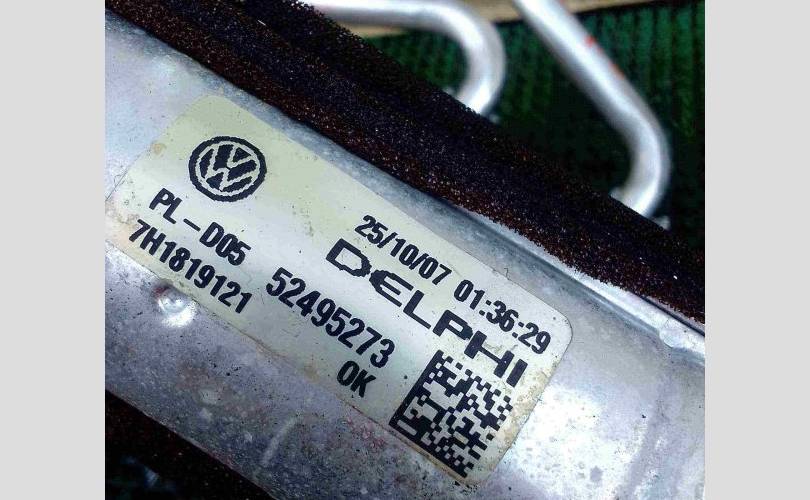 VW
25/10/07 01:36:29
DELPHI
PL-D05 52495273
7H1819121 OK